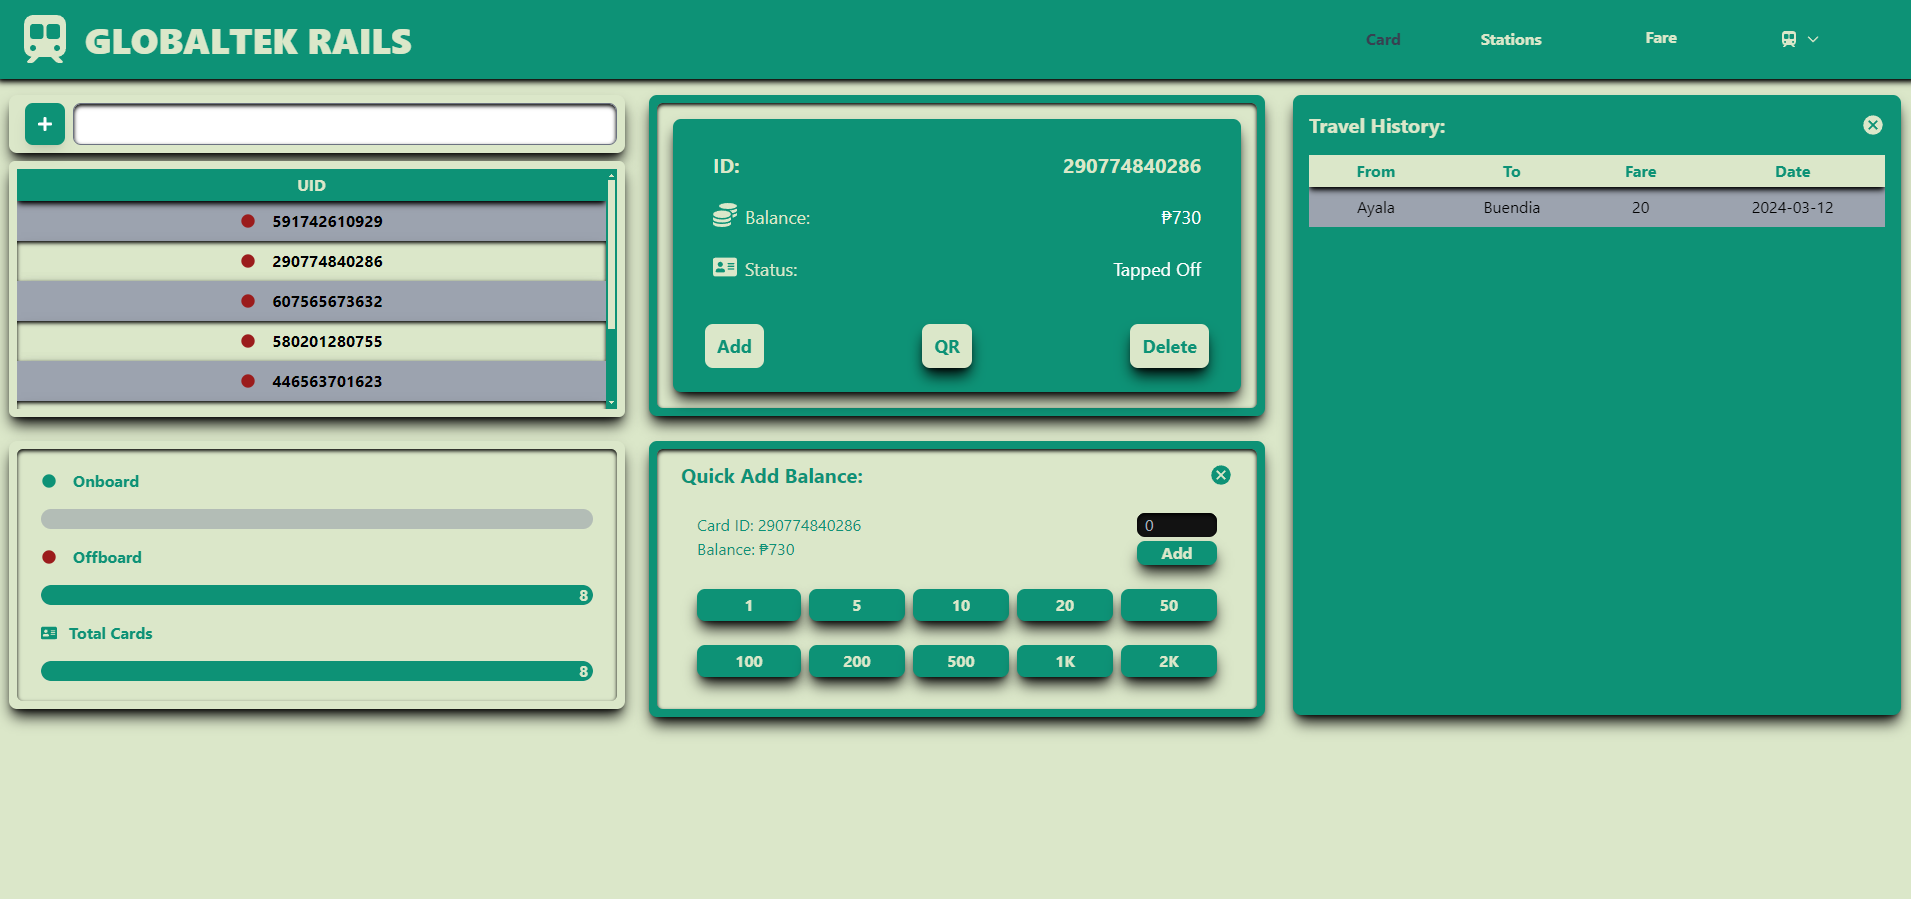 GLOBALTEK RAILS
Card
Stations
Fare
UID
591742610929
290774840286
607565673632
580201280755
446563701623
Onboard
Offboard
8
Total Cards
8
ID: 290774840286
Balance: ₱730
Status: Tapped Off
Add
QR
Delete
Quick Add Balance:
Card ID: 290774840286
Balance: ₱730
0
Add
1 5 10 20 50
100 200 500 1K 2K
Travel History:
From To Fare Date
Ayala Buendia 20 2024-03-12